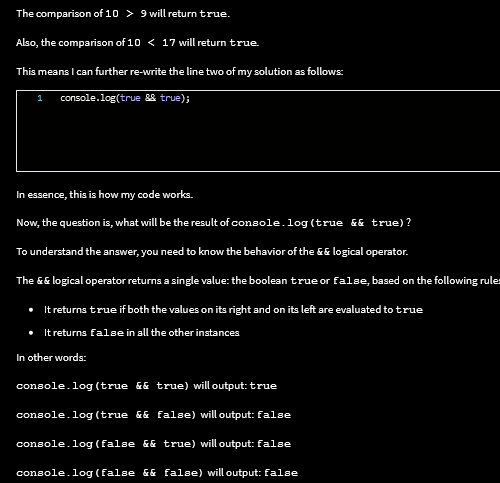 The comparison of 10 > 9 will return true.
Also, the comparison of 10 < 17 will return true.
This means I can further re-write the line two of my solution as follows:
1 console.log(true && true);
In essence, this is how my code works.
Now, the question is, what will be the result of console.log(true && true)?
To understand the answer, you need to know the behavior of the && logical operator.
The && logical operator returns a single value: the boolean true or false, based on the following rules
• It returns true if both the values on its right and on its left are evaluated to true
• It returns false in all the other instances
In other words:
console.log(true && true) will output: true
console.log(true && false) will output: false
console.log(false && true) will output: false
console.log(false && false) will output: false